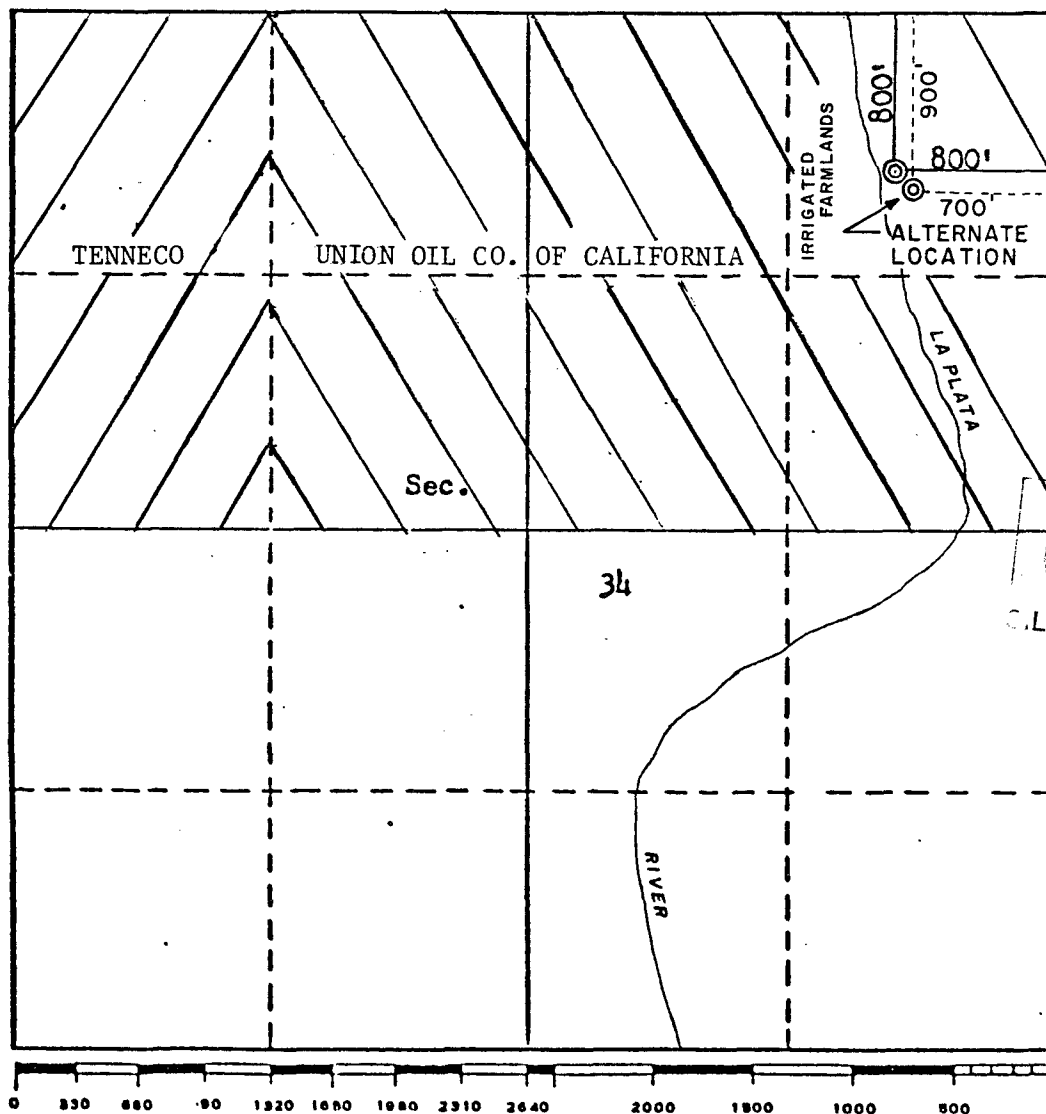 800'
900'
800'
700'
IRRIGATED
FARMLANDS
ALTERNATE
LOCATION
TENNECO
UNION OIL CO. OF CALIFORNIA
LA PLATA
Sec.
34
RIVER
0 330 660 90 1320 1650 1980 2310 2640 2000 1500 1000 500